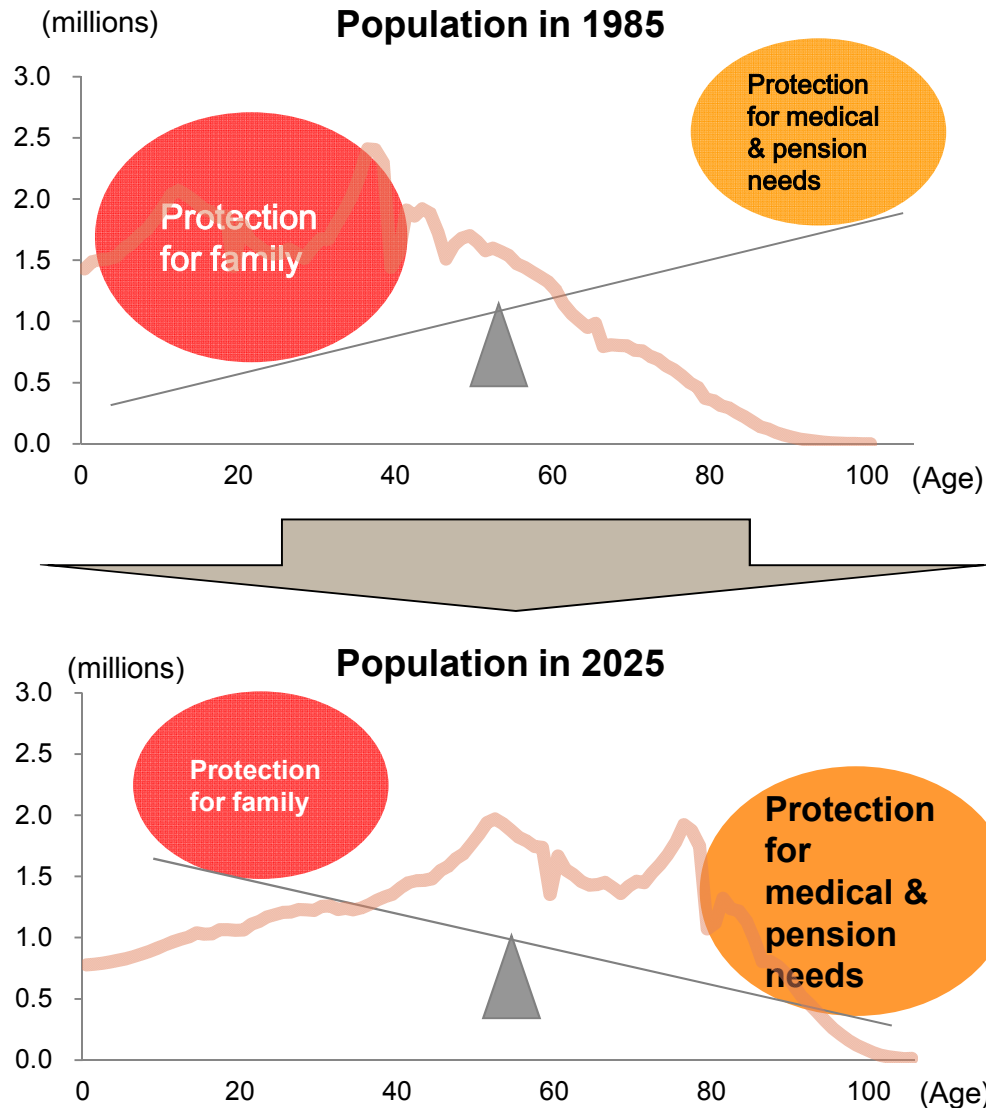 (millions)
Population in 1985
3.0
2.5
2.0
1.5
1.0
0.5
0.0
Protection
for family
Protection
for medical
& pension
needs
0 20 40 60 80 100 (Age)
(millions)
Population in 2025
3.0
2.5
2.0
1.5
1.0
0.5
0.0
Protection
for family
Protection
for
medical &
pension
needs
0 20 40 60 80 100 (Age)